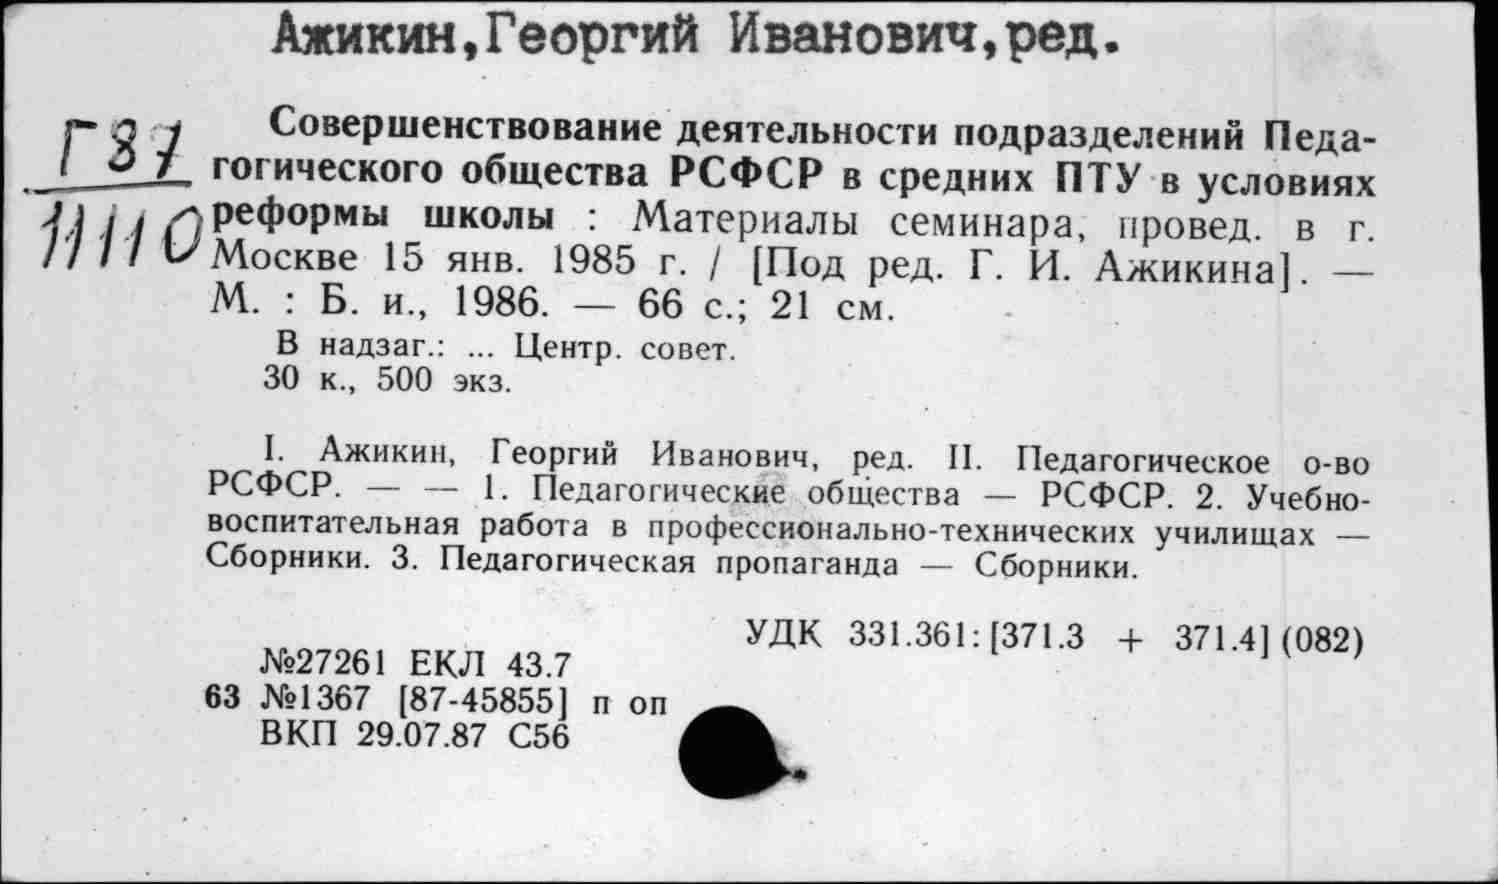 Ажикин,Георгий Иванович,ред.
Г87
11110
Совершенствование деятельности подразделений Педа-
гогического общества РСФСР в средних ПТУ в условиях
реформы школы : Материалы семинара, провед. в г.
Москве 15 янв. 1985 г. / [Под ред. Г. И. Ажикина]. —
М. : Б. и., 1986. — 66 с.; 21 см.
В надзаг.: ... Центр. совет.
30 к., 500 экз.
I. Ажикин, Георгий Иванович, ред. II. Педагогическое о-во
РСФСР. — — 1. Педагогические общества — РСФСР. 2. Учебно-
воспитательная работа в профессионально-технических училищах —
Сборники. 3. Педагогическая пропаганда — Сборники.
УДК 331.361:[371.3 + 371.4](082)
№27261 ЕКЛ 43.7
63 №1367 [87-45855] п оп
ВКП 29.07.87 С56